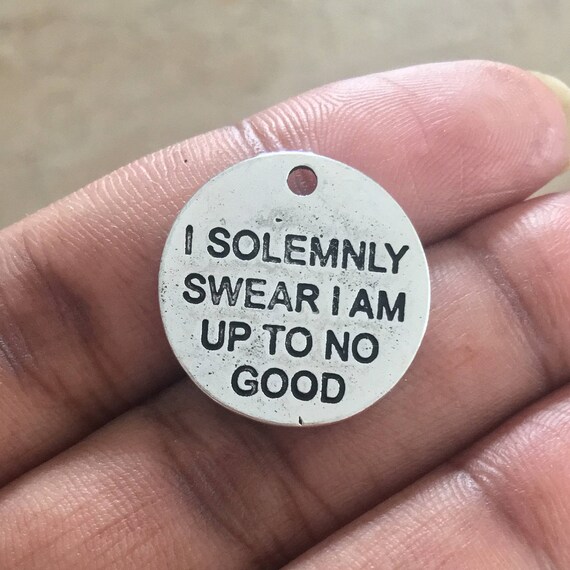 I SOLEMNLY
SWEAR I AM
UP TO NO
GOOD